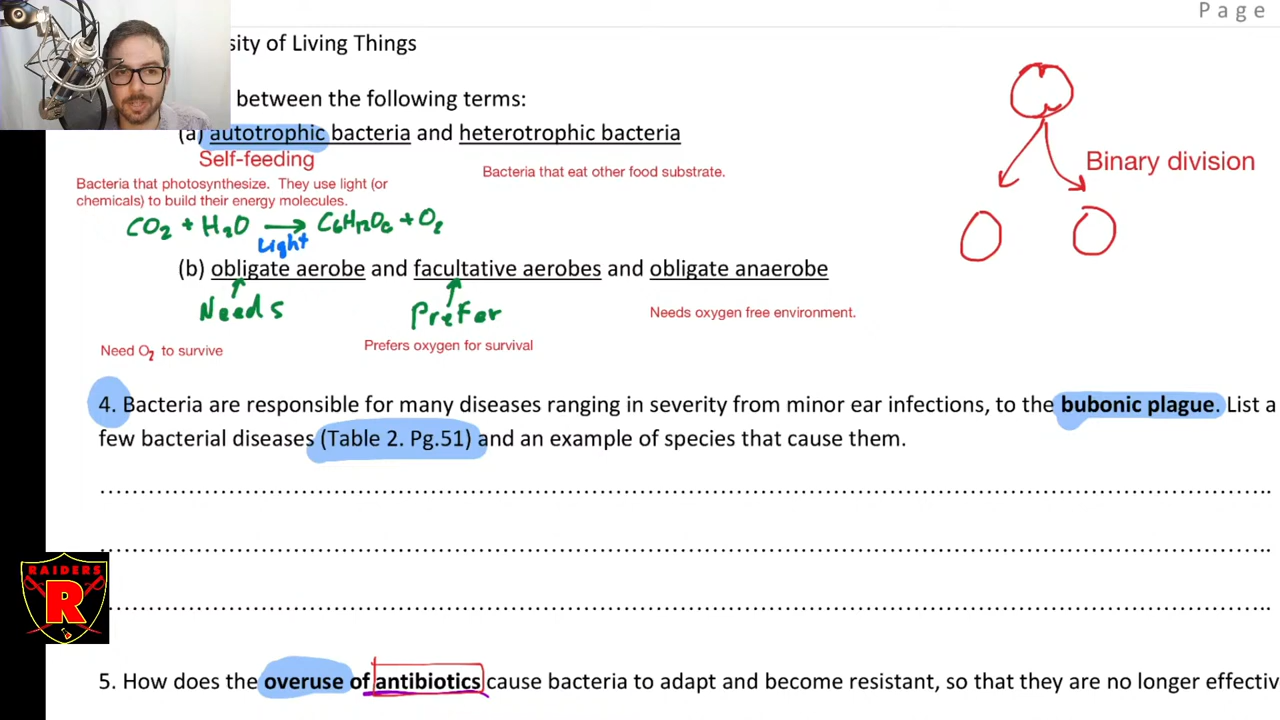 Page
sity of Living Things
between the following terms:
(a) autotrophic bacteria and heterotrophic bacteria
Self-feeding
Bacteria that eat other food substrate.
Binary division
Bacteria that photosynthesize. They use light (or
chemicals) to build their energy molecules.
CO2 + H2O → C6H12O6 + O2
Light
(b) obligate aerobe and facultative aerobes and obligate anaerobe
Needs
Prefer
Needs oxygen free environment.
Need O2 to survive
Prefers oxygen for survival
4. Bacteria are responsible for many diseases ranging in severity from minor ear infections, to the bubonic plague. List a
few bacterial diseases (Table 2. Pg.51) and an example of species that cause them.
RAIDERS
R
5. How does the overuse of antibiotics cause bacteria to adapt and become resistant, so that they are no longer effectiv